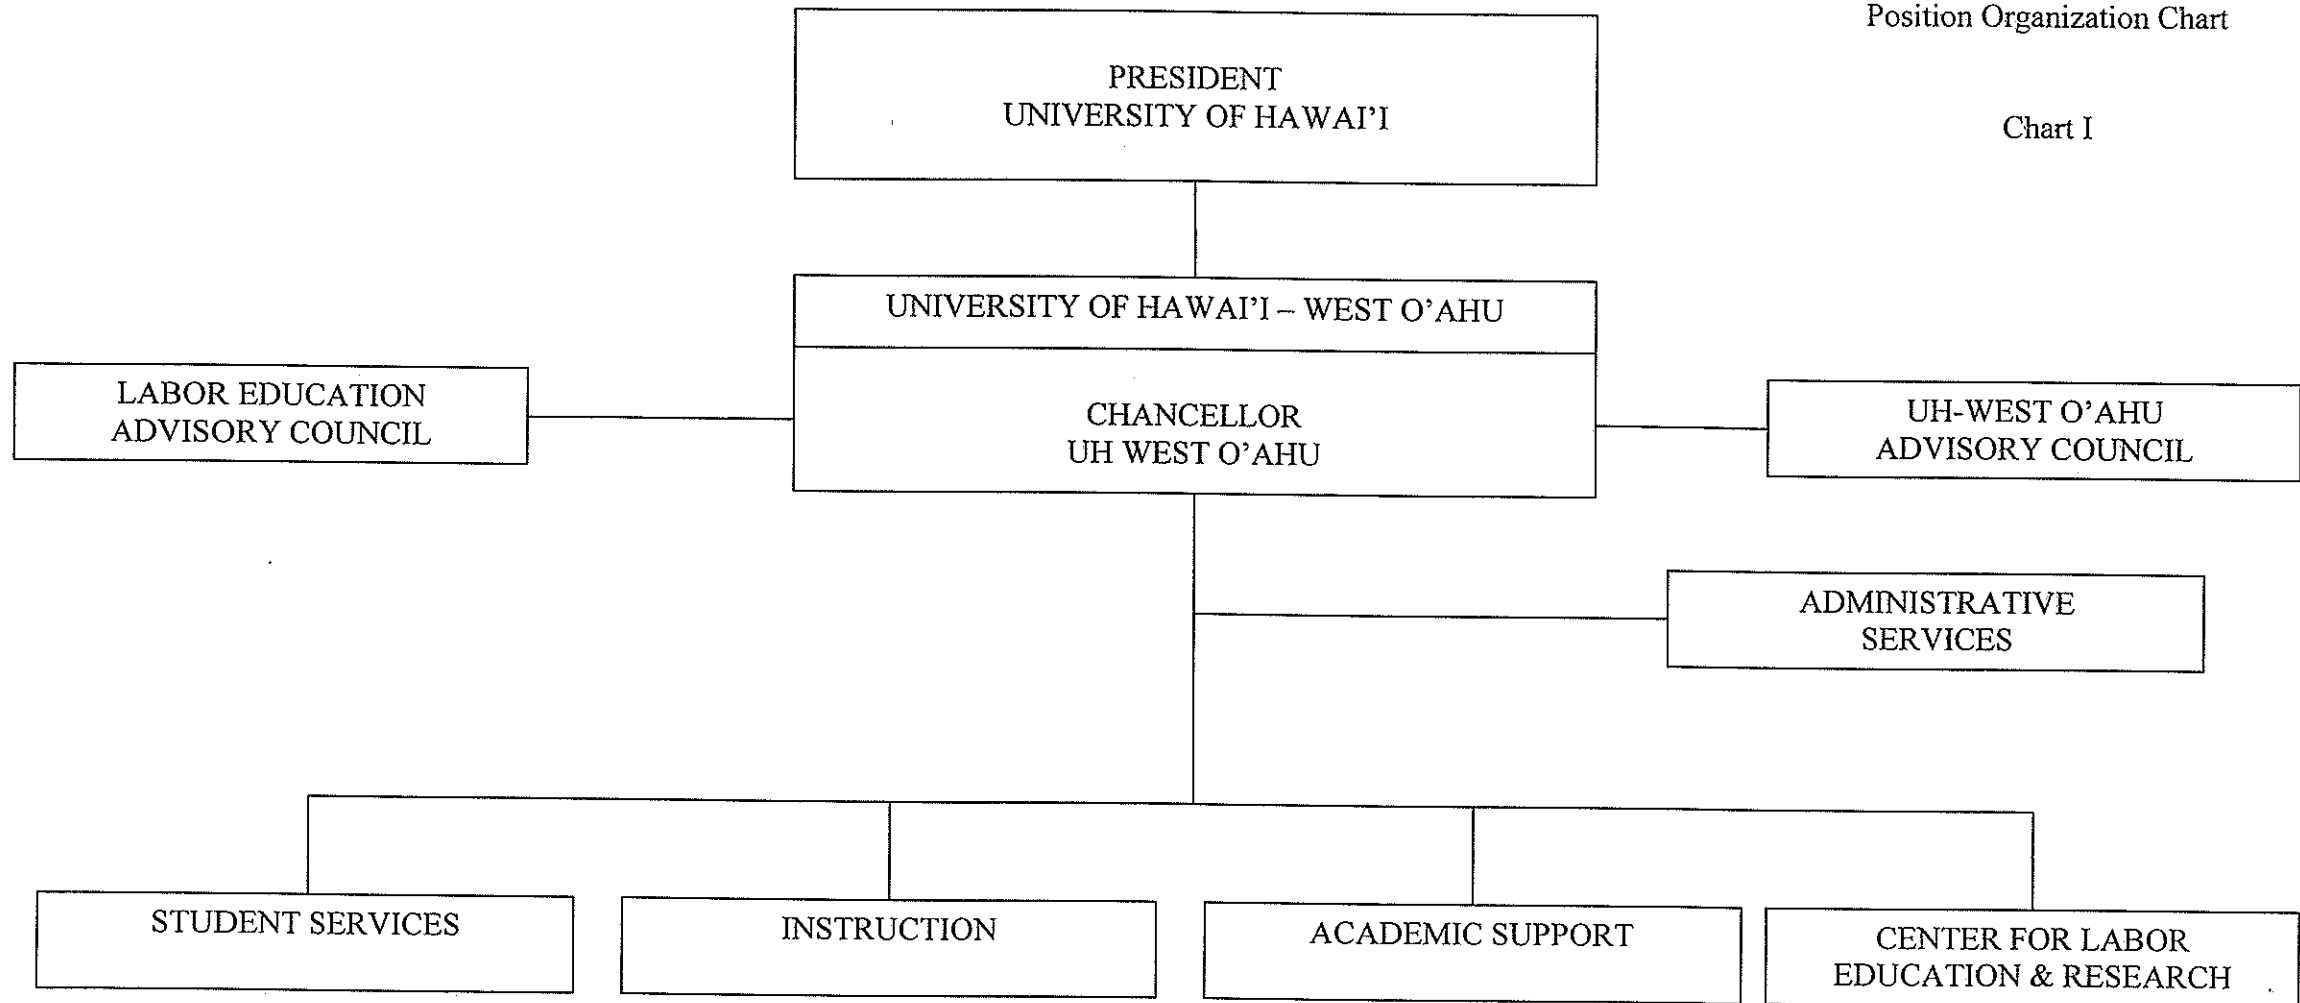 Position Organization Chart
Chart I
PRESIDENT
UNIVERSITY OF HAWAI'I
UNIVERSITY OF HAWAI'I – WEST O'AHU
LABOR EDUCATION
ADVISORY COUNCIL
CHANCELLOR
UH WEST O'AHU
UH-WEST O'AHU
ADVISORY COUNCIL
ADMINISTRATIVE
SERVICES
STUDENT SERVICES
INSTRUCTION
ACADEMIC SUPPORT
CENTER FOR LABOR
EDUCATION & RESEARCH